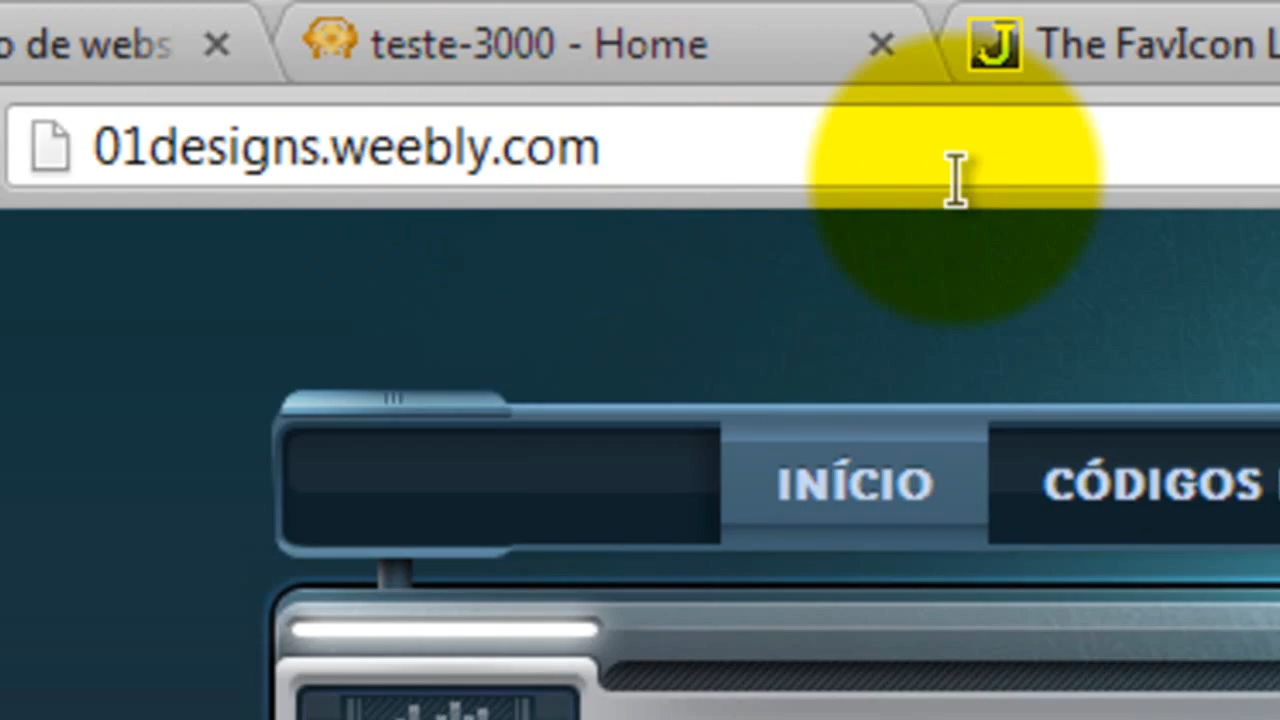 o de webs
teste-3000 - Home
J The FavIcon L
01designs.weebly.com
INÍCIO CÓDIGOS